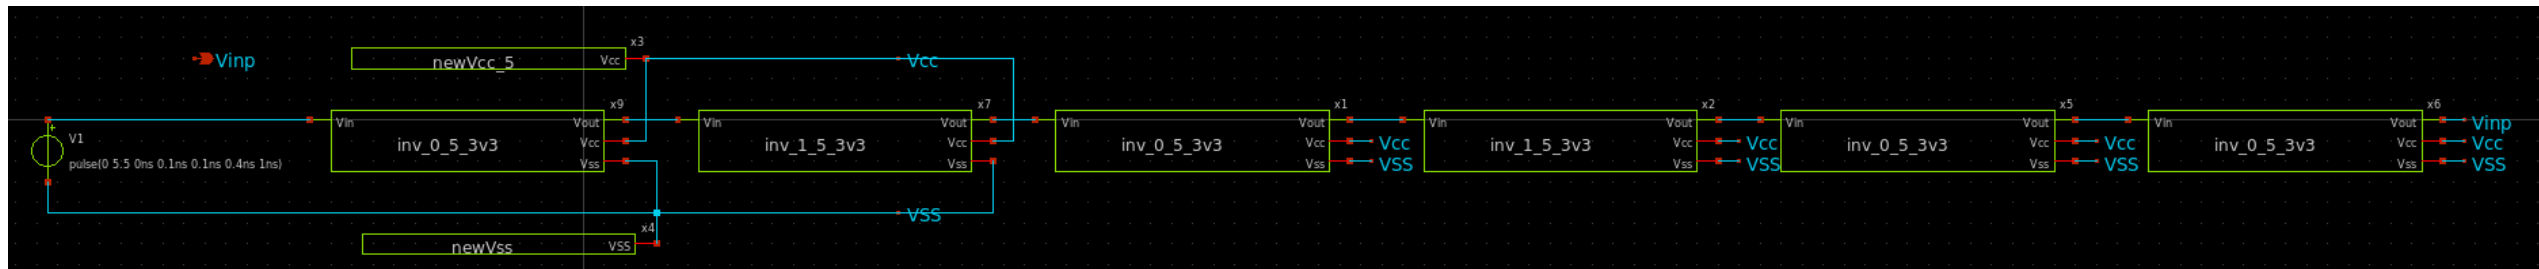 x3
Vinp
newVcc_5
Vcc
Vcc
x9
x7
x1
x2
x5
x6
V1
pulse(0 5.5 0ns 0.1ns 0.1ns 0.4ns 1ns)
Vin
inv_0_5_3v3
Vout
Vcc
Vss
Vin
inv_1_5_3v3
Vout
Vcc
Vss
Vin
inv_0_5_3v3
Vout
Vcc
Vss
Vcc
VSS
Vin
inv_1_5_3v3
Vout
Vcc
Vss
Vcc
VSS
Vin
inv_0_5_3v3
Vout
Vcc
Vss
Vcc
VSS
Vin
inv_0_5_3v3
Vout
Vcc
Vss
Vinp
Vcc
VSS
VSS
x4
newVss
VSS